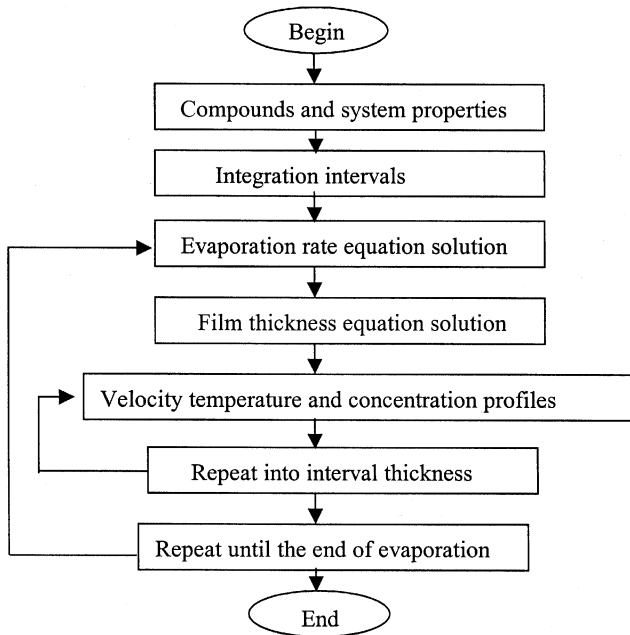 Begin
Compounds and system properties
Integration intervals
Evaporation rate equation solution
Film thickness equation solution
Velocity temperature and concentration profiles
Repeat into interval thickness
Repeat until the end of evaporation
End